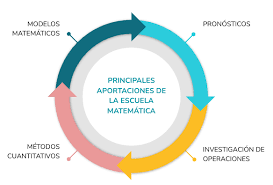 MODELOS
MATEMÁTICOS
PRONÓSTICOS
PRINCIPALES
APORTACIONES DE
LA ESCUELA
MATEMÁTICA
MÉTODOS
CUANTITATIVOS
INVESTIGACIÓN DE
OPERACIONES